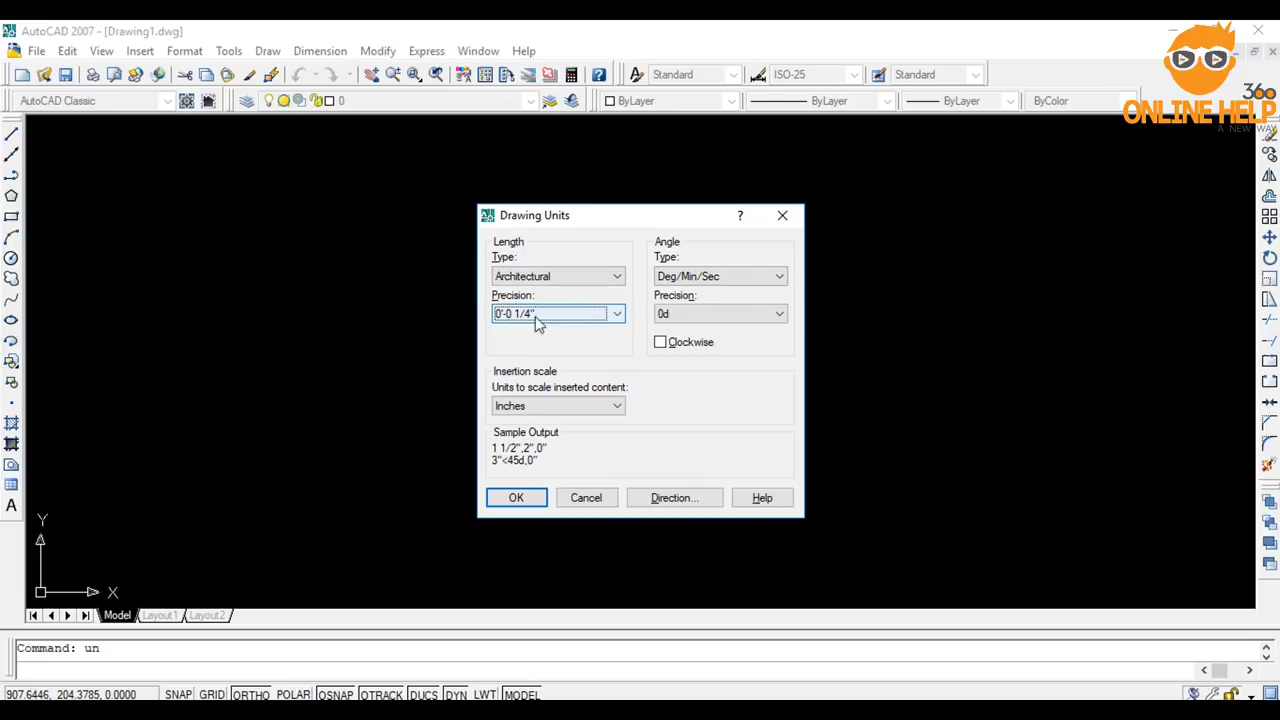 AutoCAD 2007 - [Drawing1.dwg]
File Edit View Insert Format Tools Draw Dimension Modify Express Window Help
Standard ISO-25 Standard
AutoCAD Classic 0 ByLayer ByLayer ByLayer ByColor
360
ONLINE HELP
A NEW WAY
Drawing Units ?
Length
Type:
Architectural
Precision:
0'-0 1/4"
Angle
Type:
Deg/Min/Sec
Precision:
0d
Clockwise
Insertion scale
Units to scale inserted content:
Inches
Sample Output
1 1/2",2",0"
3"<45d,0"
OK Cancel Direction... Help
Y
X
Model Layout1 Layout2
Command: un
907.6446, 204.3785, 0.0000 SNAP GRID ORTHO POLAR OSNAP OTRACK DUCS DYN LWT MODEL
A